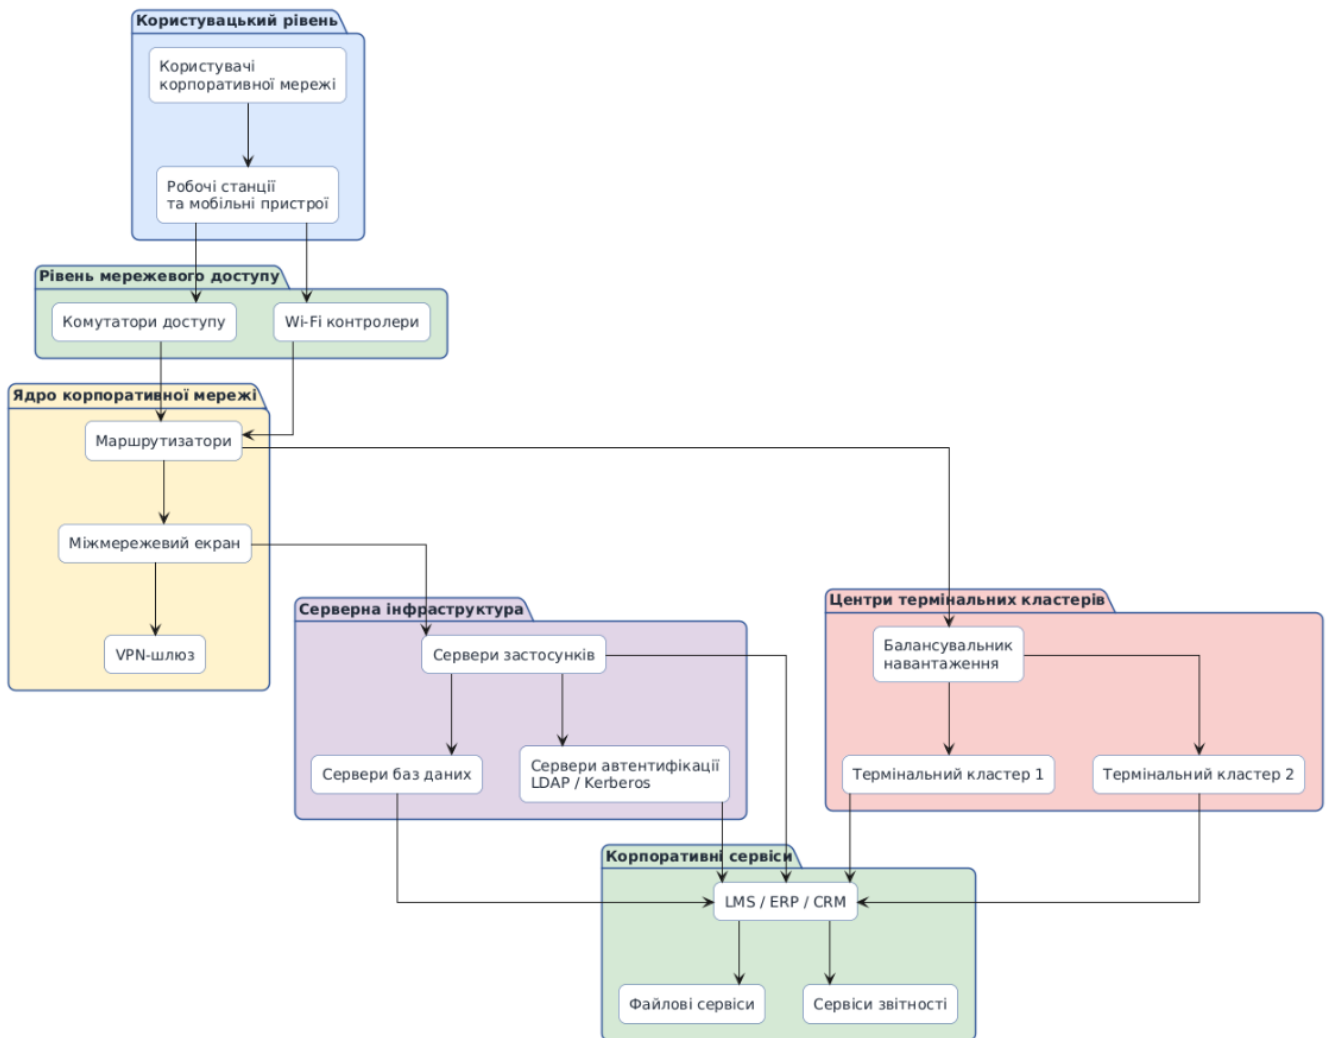 Користувацький рівень
Користувачі
корпоративної мережі
Робочі станції
та мобільні пристрої
Рівень мережевого доступу
Комутатори доступу
Wi-Fi контролери
Ядро корпоративної мережі
Маршрутизатори
Міжмережевий екран
VPN-шлюз
Серверна інфраструктура
Сервери застосунків
Сервери баз даних
Сервери автентифікації
LDAP / Kerberos
Центри термінальних кластерів
Балансувальник
навантаження
Термінальний кластер 1
Термінальний кластер 2
Корпоративні сервіси
LMS / ERP / CRM
Файлові сервіси
Сервіси звітності